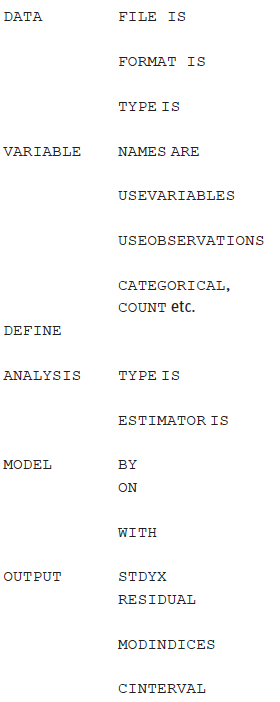 DATA FILE IS
FORMAT IS
TYPE IS
VARIABLE NAMES ARE
USEVARIABLES
USEOBSERVATIONS
CATEGORICAL,
COUNT etc.
DEFINE
ANALYSIS TYPE IS
ESTIMATOR IS
MODEL BY
ON
WITH
OUTPUT STDYX
RESIDUAL
MODINDICES
CINTERVAL